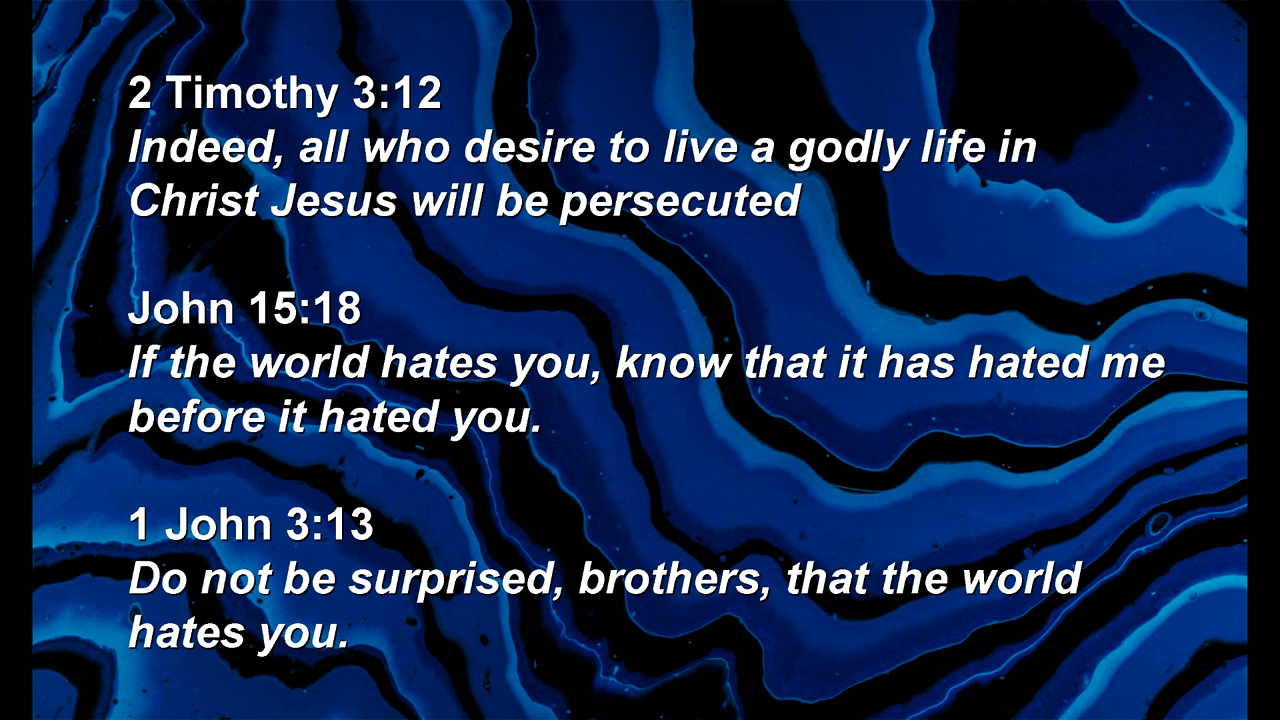 2 Timothy 3:12
Indeed, all who desire to live a godly life in
Christ Jesus will be persecuted
John 15:18
If the world hates you, know that it has hated me
before it hated you.
1 John 3:13
Do not be surprised, brothers, that the world
hates you.